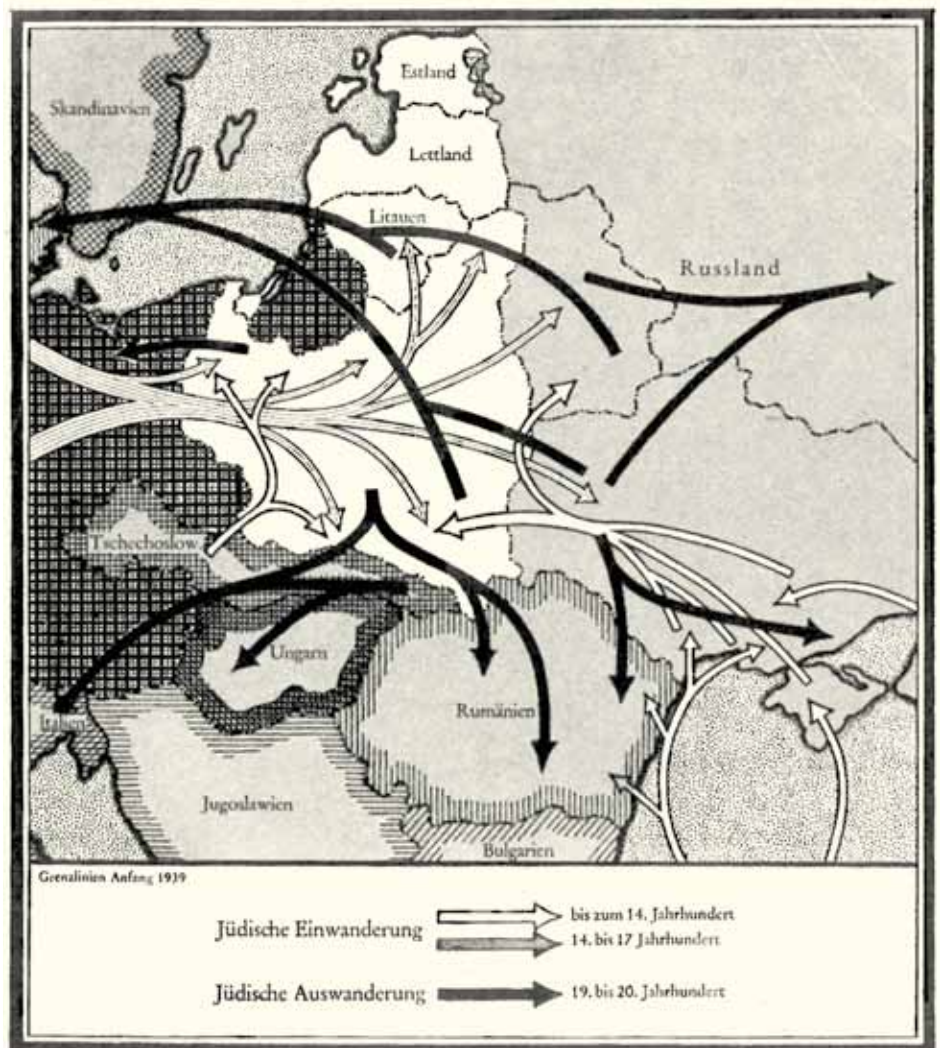 Estland
Skandinavien
Lettland
Litauen
Russland
Tschechoslow.
Ungarn
Italien
Rumänien
Jugoslawien
Bulgarien
Grenzlinien Anfang 1939
Jüdische Einwanderung
bis zum 14. Jahrhundert
14. bis 17 Jahrhundert
Jüdische Auswanderung
19. bis 20. Jahrhundert